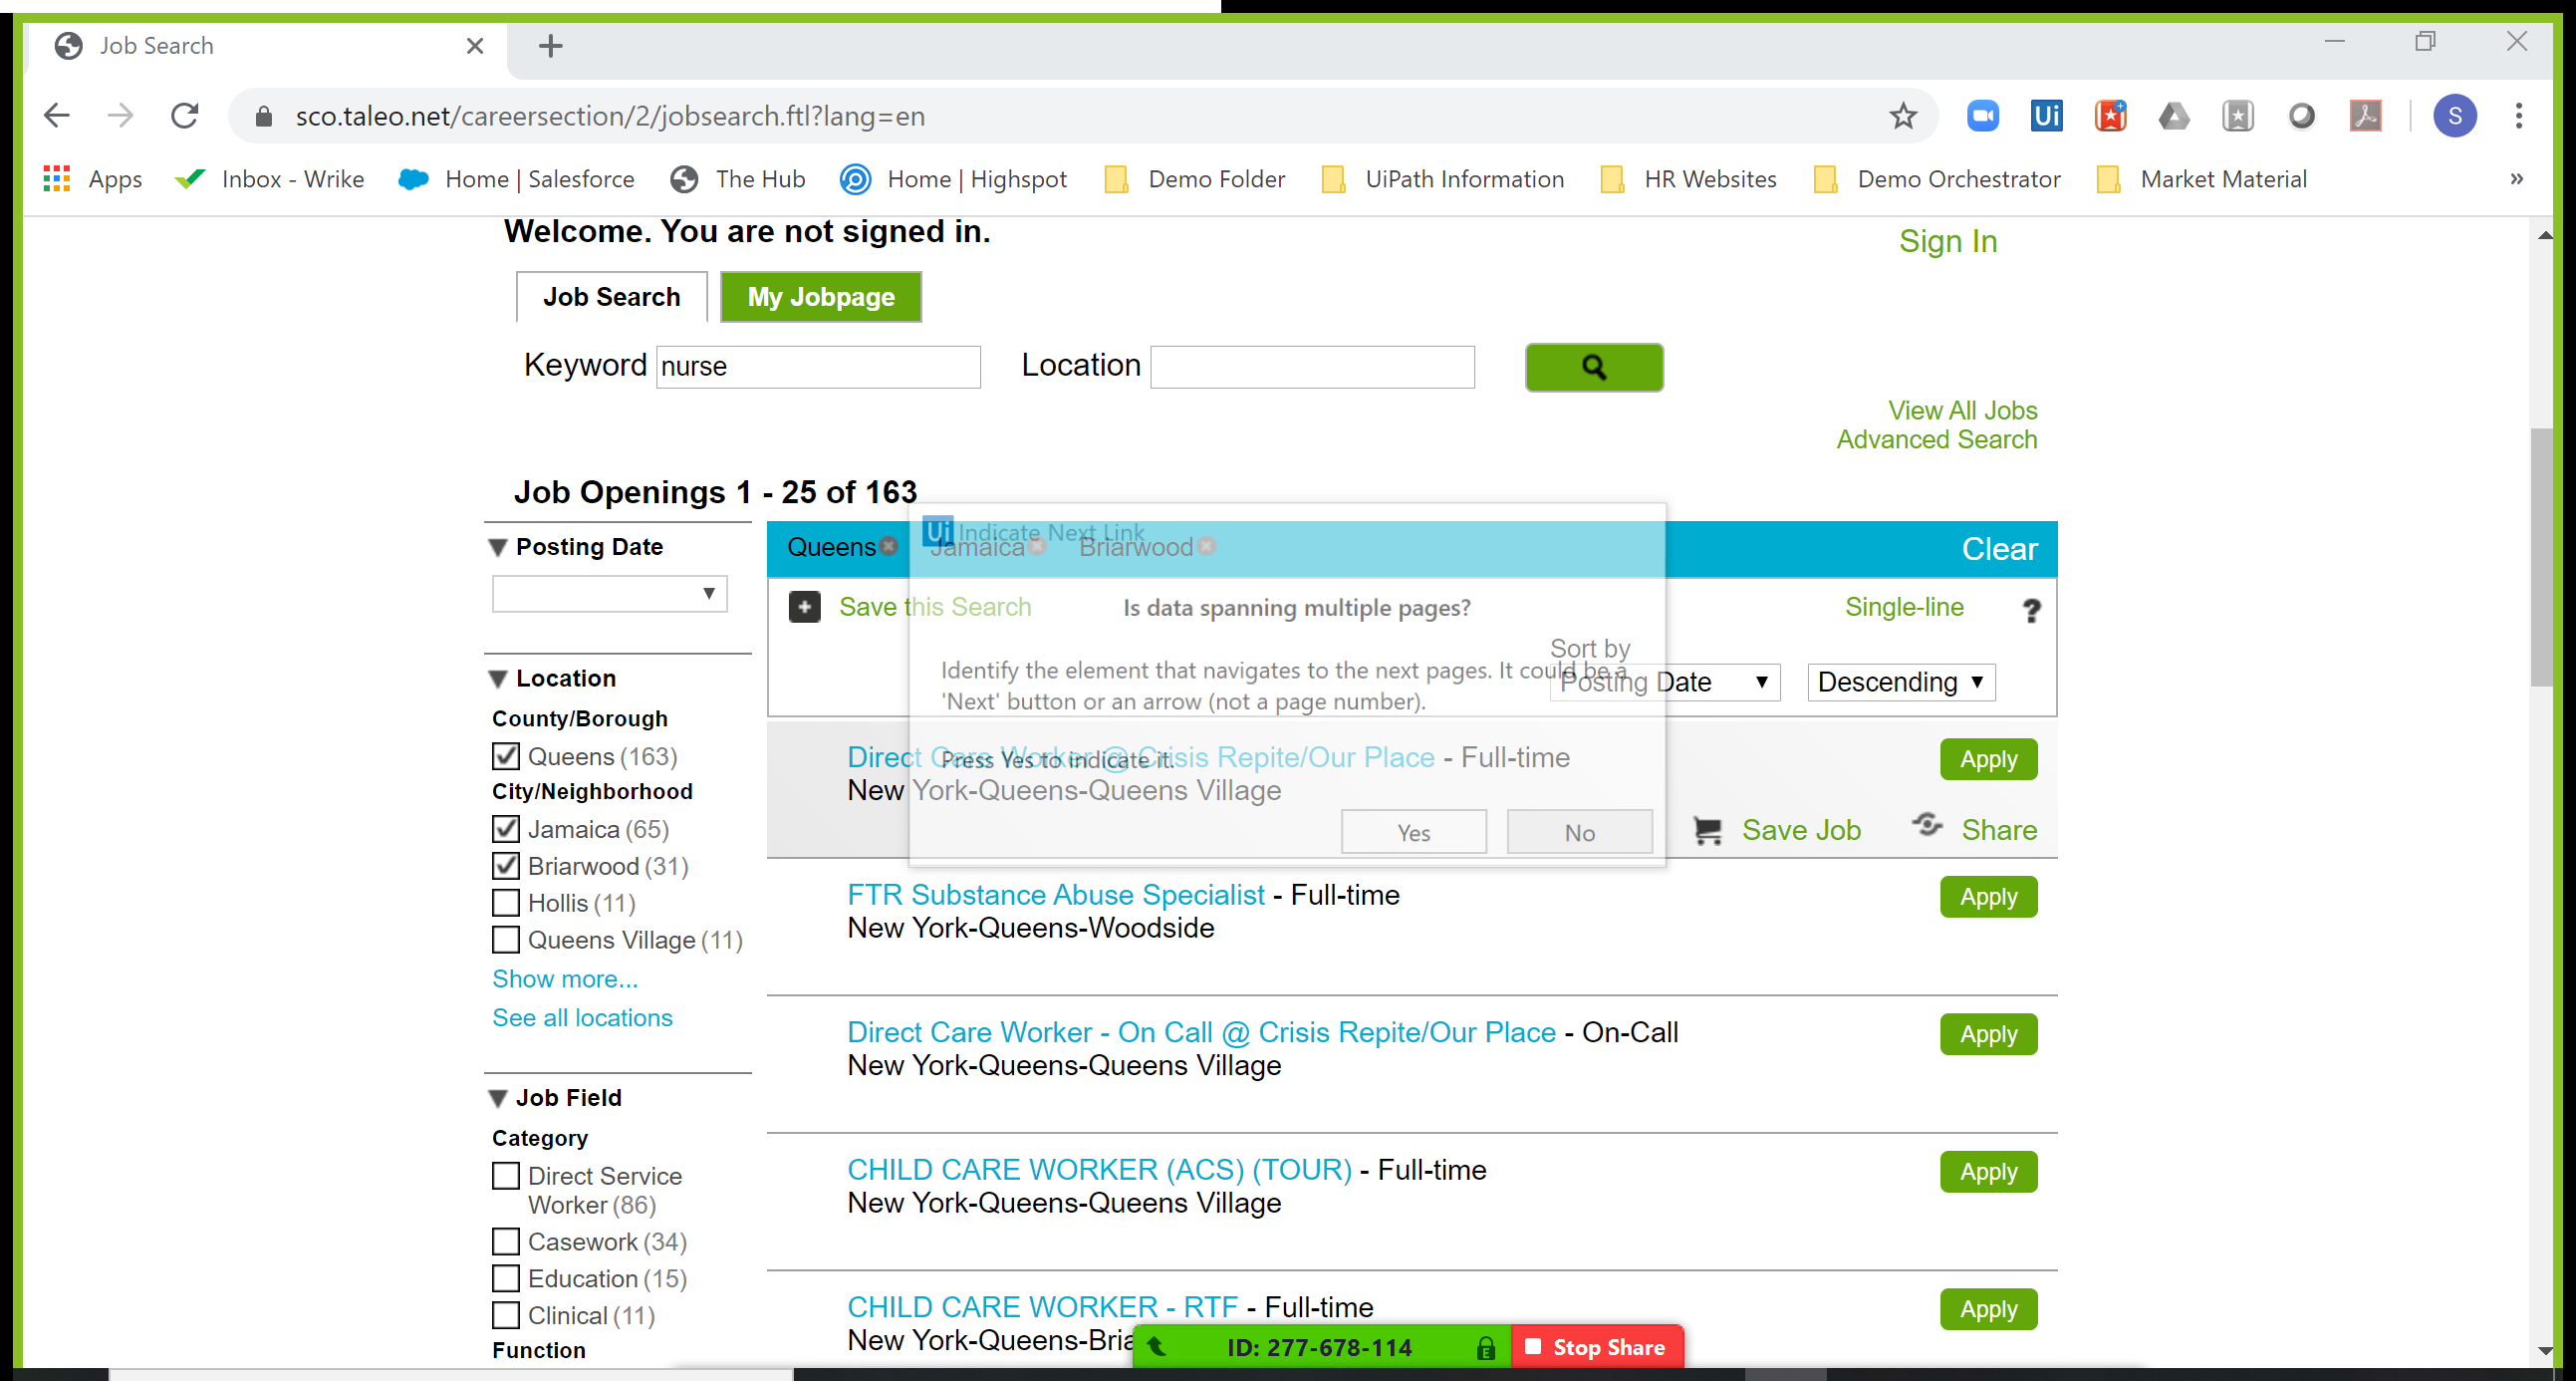 Job Search
sco.taleo.net/careersection/2/jobsearch.ftl?lang=en
Ui
S
Apps
Inbox - Wrike
Home | Salesforce
The Hub
Home | Highspot
Demo Folder
UiPath Information
HR Websites
Demo Orchestrator
Market Material
»
Welcome. You are not signed in.
Sign In
Job Search
My Jobpage
Keyword nurse
Location
View All Jobs
Advanced Search
Job Openings 1 - 25 of 163
Posting Date
Location
County/Borough
Queens (163)
City/Neighborhood
Jamaica (65)
Briarwood (31)
Hollis (11)
Queens Village (11)
Show more...
See all locations
Job Field
Category
Direct Service
Worker (86)
Casework (34)
Education (15)
Clinical (11)
Function
Queens Jamaica Briarwood
Clear
Save this Search
Single-line
?
Sort by
Posting Date
Descending
Ui Indicate Next Link
Is data spanning multiple pages?
Identify the element that navigates to the next pages. It could be a
'Next' button or an arrow (not a page number).
Press Yes to indicate it.
Yes
No
Direct Care Worker @ Crisis Repite/Our Place - Full-time
New York-Queens-Queens Village
Apply
Save Job
Share
FTR Substance Abuse Specialist - Full-time
New York-Queens-Woodside
Apply
Direct Care Worker - On Call @ Crisis Repite/Our Place - On-Call
New York-Queens-Queens Village
Apply
CHILD CARE WORKER (ACS) (TOUR) - Full-time
New York-Queens-Queens Village
Apply
CHILD CARE WORKER - RTF - Full-time
New York-Queens-Bria
Apply
ID: 277-678-114
E
Stop Share